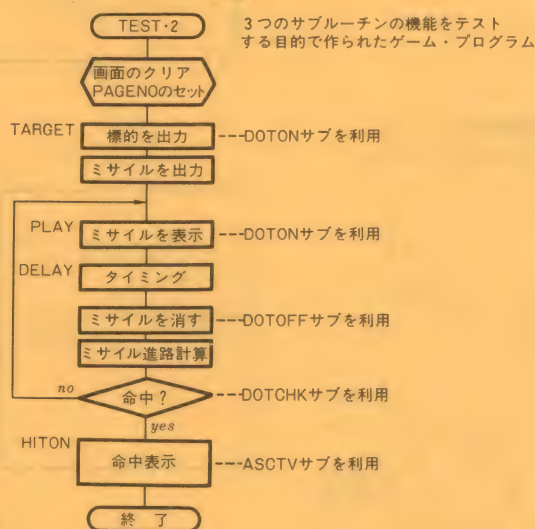 TEST・2
3つのサブルーチンの機能をテスト
する目的で作られたゲーム・プログラム
画面のクリア
PAGENOのセット
TARGET 標的を出力 ---DOTONサブを利用
ミサイルを出力
PLAY ミサイルを表示 ---DOTONサブを利用
DELAY タイミング
ミサイルを消す ---DOTOFFサブを利用
ミサイル進路計算
no 命中? ---DOTCHKサブを利用
yes
HITON 命中表示 ---ASCTVサブを利用
終了